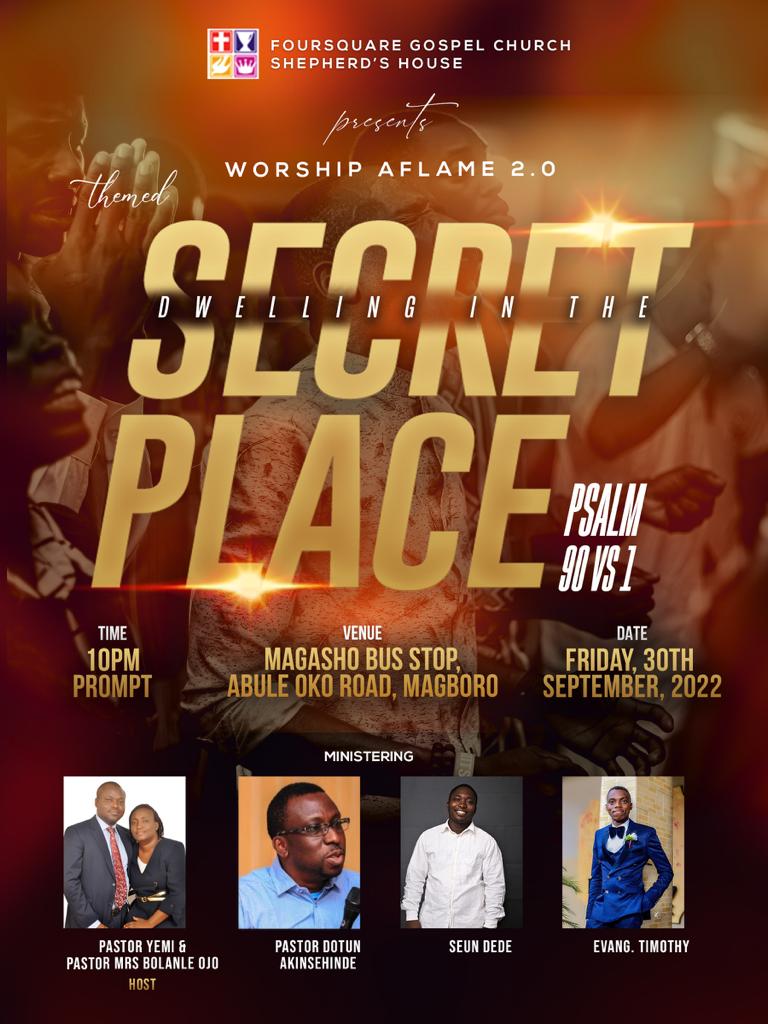 FOURSQUARE GOSPEL CHURCH
SHEPHERD'S HOUSE
presents
WORSHIP AFLAME 2.0
themed
DWELLING IN THE
SECRET
PLACE
PSALM
90 VS 1
TIME
10PM
PROMPT
VENUE
MAGASHO BUS STOP,
ABULE OKO ROAD, MAGBORO
DATE
FRIDAY, 30TH
SEPTEMBER, 2022
MINISTERING
PASTOR YEMI &
PASTOR MRS BOLANLE OJO
HOST
PASTOR DOTUN
AKINSEHINDE
SEUN DEDE
EVANG. TIMOTHY